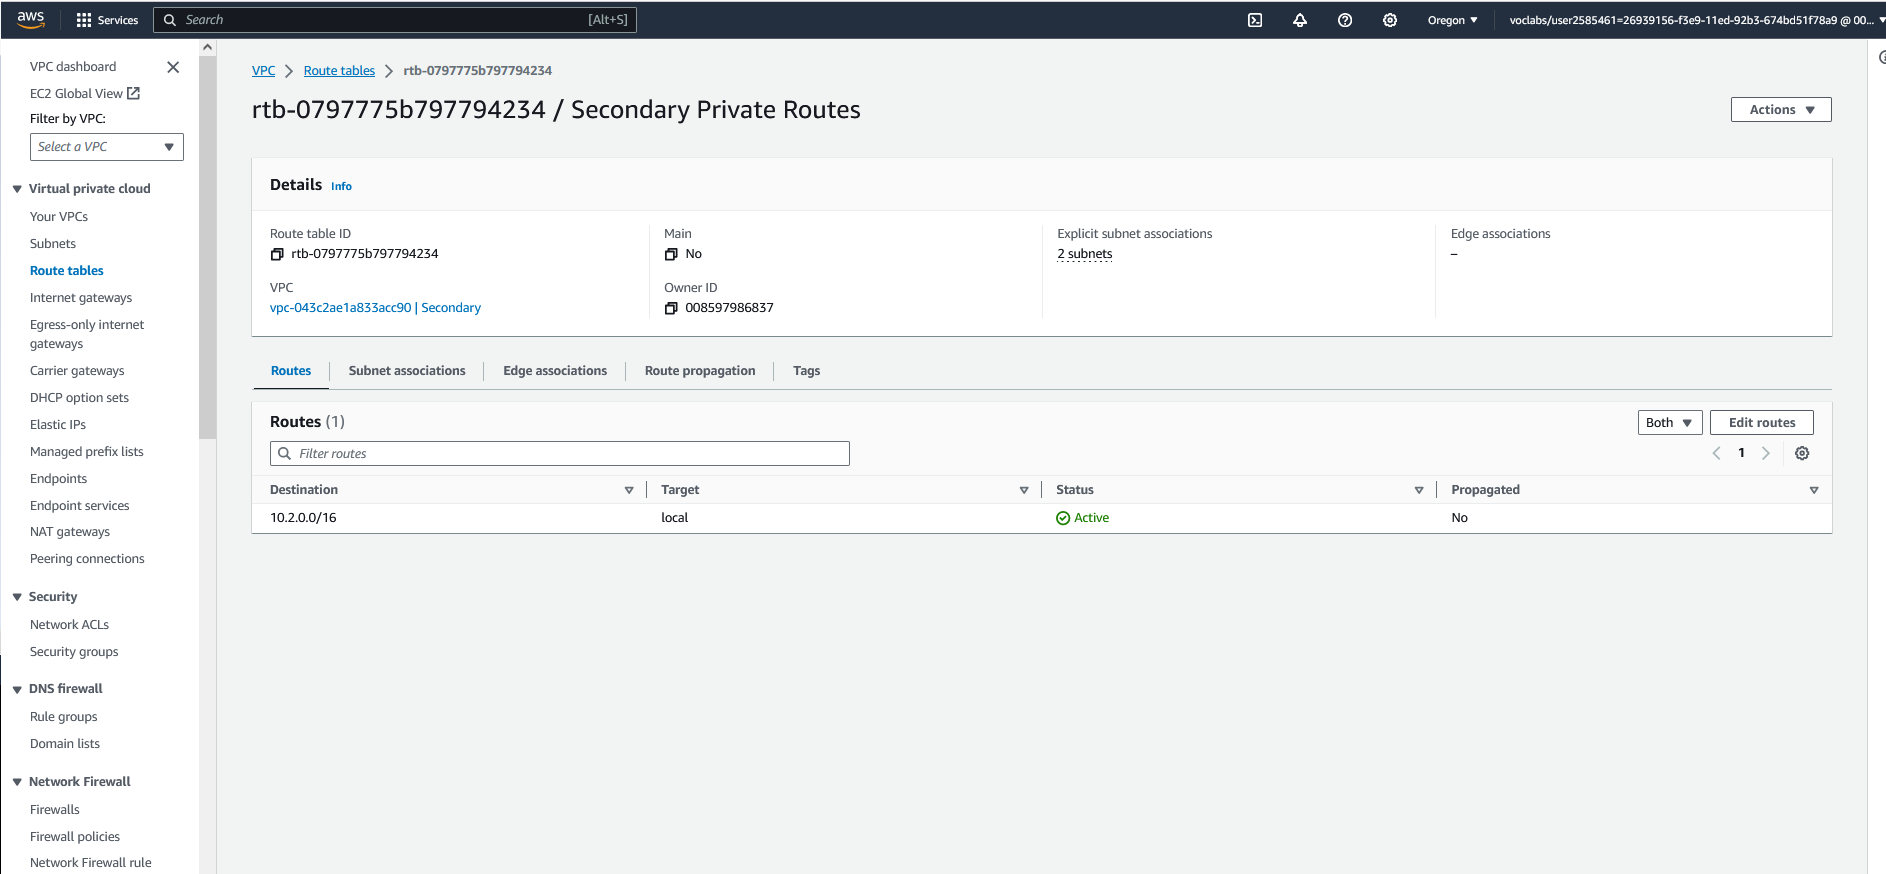 aws
Services
Search [Alt+S]
Oregon
voclabs/user2585461=26939156-f3e9-11ed-92b3-674bd51f78a9 @ 00...
VPC dashboard
EC2 Global View
Filter by VPC:
Select a VPC
Virtual private cloud
Your VPCs
Subnets
Route tables
Internet gateways
Egress-only internet
gateways
Carrier gateways
DHCP option sets
Elastic IPs
Managed prefix lists
Endpoints
Endpoint services
NAT gateways
Peering connections
Security
Network ACLs
Security groups
DNS firewall
Rule groups
Domain lists
Network Firewall
Firewalls
Firewall policies
Network Firewall rule
VPC > Route tables > rtb-0797775b797794234
rtb-0797775b797794234 / Secondary Private Routes
Actions
Details Info
Route table ID
rtb-0797775b797794234
VPC
vpc-043c2ae1a833acc90 | Secondary
Main
No
Owner ID
008597986837
Explicit subnet associations
2 subnets
Edge associations
–
Routes
Subnet associations
Edge associations
Route propagation
Tags
Routes (1)
Both
Edit routes
Filter routes
1
Destination Target Status Propagated
10.2.0.0/16 local Active No